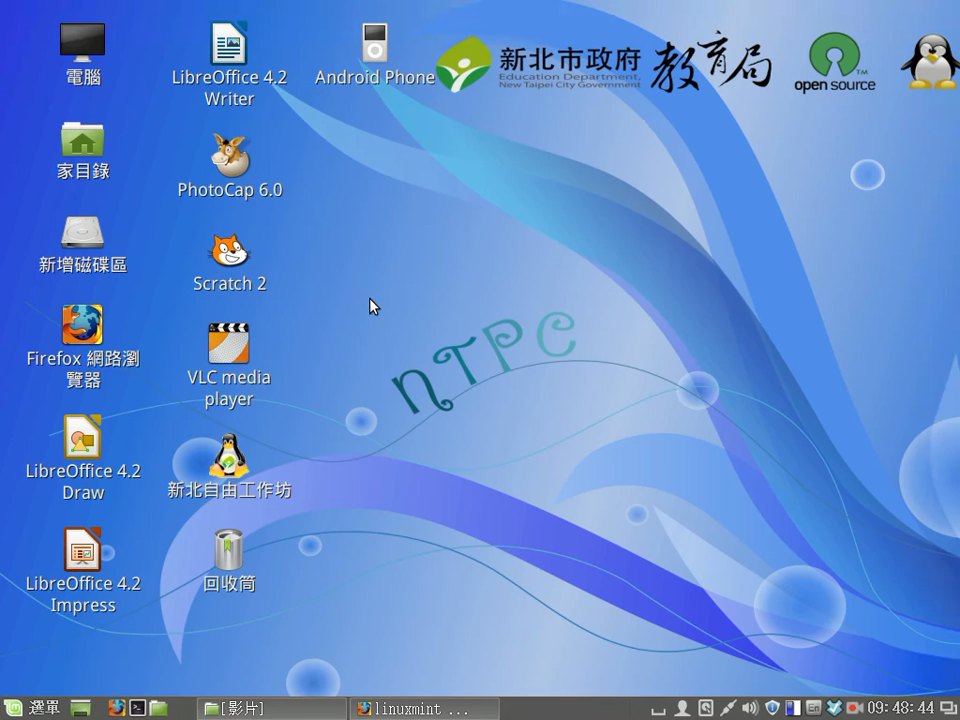 電腦
家目錄
新增磁碟區
Firefox 網路瀏
覽器
LibreOffice 4.2
Draw
LibreOffice 4.2
Impress
LibreOffice 4.2
Writer
PhotoCap 6.0
Scratch 2
VLC media
player
新北自由工作坊
回收筒
Android Phone
新北市政府
Education Department,
New Taipei City Government
教育局
TM
open source
NTPC
選單
[影片]
linuxmint ...
En
09:48:44